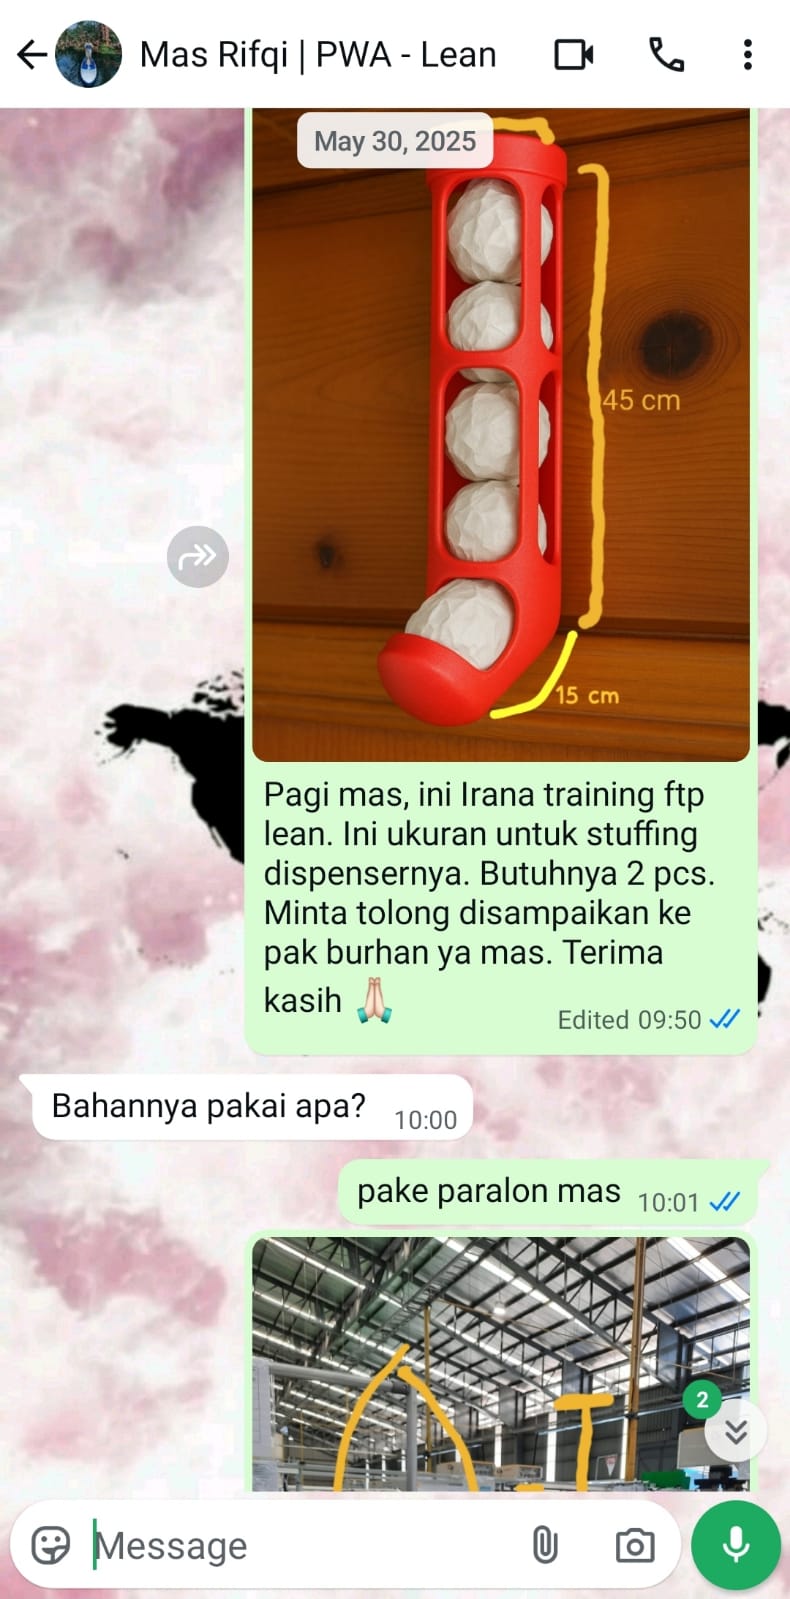 Mas Rifqi | PWA - Lean
May 30, 2025
45 cm
15 cm
Pagi mas, ini Irana training ftp
lean. Ini ukuran untuk stuffing
dispensernya. Butuhnya 2 pcs.
Minta tolong disampaikan ke
pak burhan ya mas. Terima
kasih 🙏🏻
Edited 09:50
Bahannya pakai apa? 10:00
pake paralon mas 10:01
2
Message